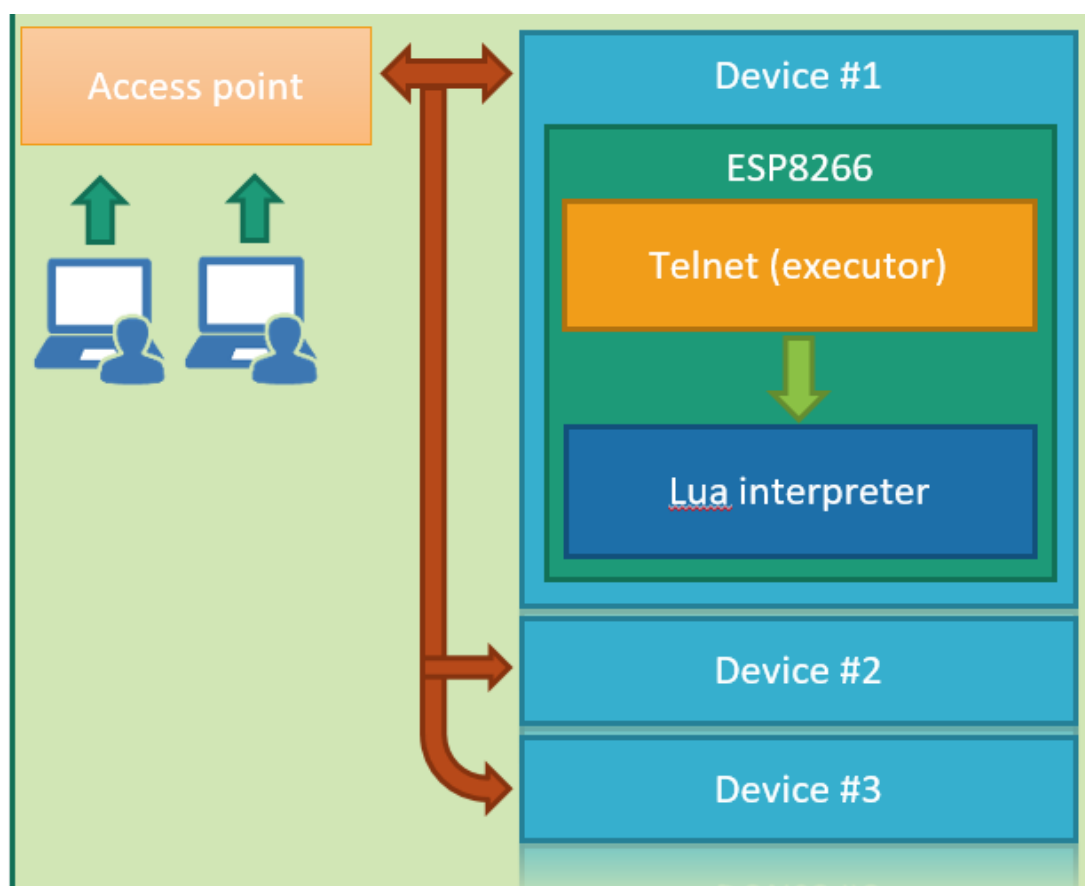 Access point
Device #1
ESP8266
Telnet (executor)
Lua interpreter
Device #2
Device #3